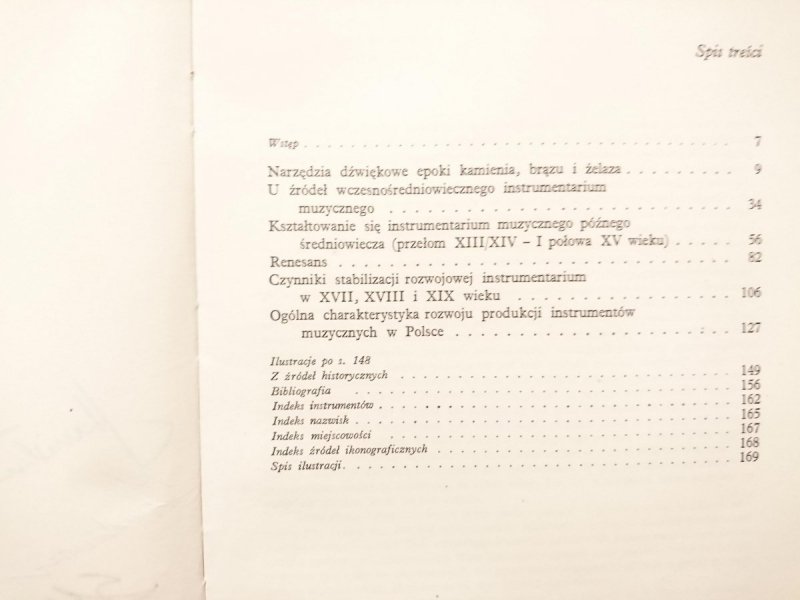 Spis treści
Wstęp . . . . . . . . . . . . . . . . . . . . . . . . . . . . . . . . . . . 7
Narzędzia dźwiękowe epoki kamienia, brązu i żelaza . . . . . . . . . 9
U źródeł wczesnośredniowiecznego instrumentarium
muzycznego . . . . . . . . . . . . . . . . . . . . . . . . . . . . 34
Kształtowanie się instrumentarium muzycznego późnego
średniowiecza (przełom XIII/XIV – I połowa XV wieku) . . . . . 56
Renesans . . . . . . . . . . . . . . . . . . . . . . . . . . . . . . . . 82
Czynniki stabilizacji rozwojowej instrumentarium
w XVII, XVIII i XIX wieku . . . . . . . . . . . . . . . . . . 106
Ogólna charakterystyka rozwoju produkcji instrumentów
muzycznych w Polsce . . . . . . . . . . . . . . . . . . . . . . 127
Ilustracje po s. 148
Z źródeł historycznych . . . . . . . . . . . . . . . . . . . . . . . . . 149
Bibliografia . . . . . . . . . . . . . . . . . . . . . . . . . . . . . 156
Indeks instrumentów . . . . . . . . . . . . . . . . . . . . . . . . . . 162
Indeks nazwisk . . . . . . . . . . . . . . . . . . . . . . . . . . . . 165
Indeks miejscowości . . . . . . . . . . . . . . . . . . . . . . . . . . 167
Indeks źródeł ikonograficznych . . . . . . . . . . . . . . . . . . . . . 168
Spis ilustracji . . . . . . . . . . . . . . . . . . . . . . . . . . . . . 169